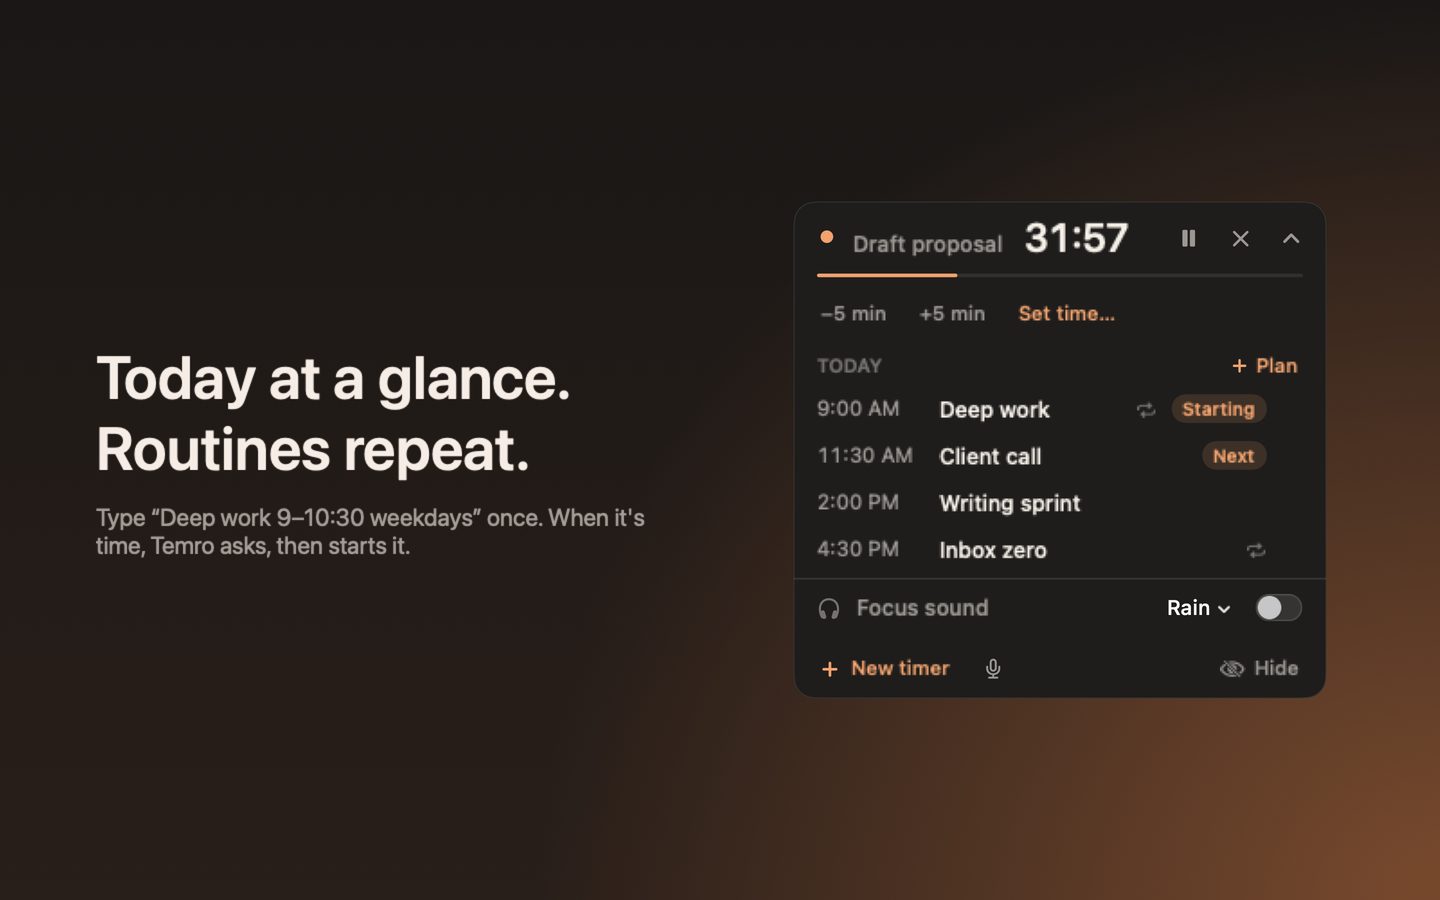 Today at a glance.
Routines repeat.
Type “Deep work 9–10:30 weekdays” once. When it's
time, Temro asks, then starts it.
Draft proposal 31:57
−5 min +5 min Set time...
TODAY + Plan
9:00 AM Deep work Starting
11:30 AM Client call Next
2:00 PM Writing sprint
4:30 PM Inbox zero
Focus sound Rain
+ New timer Hide